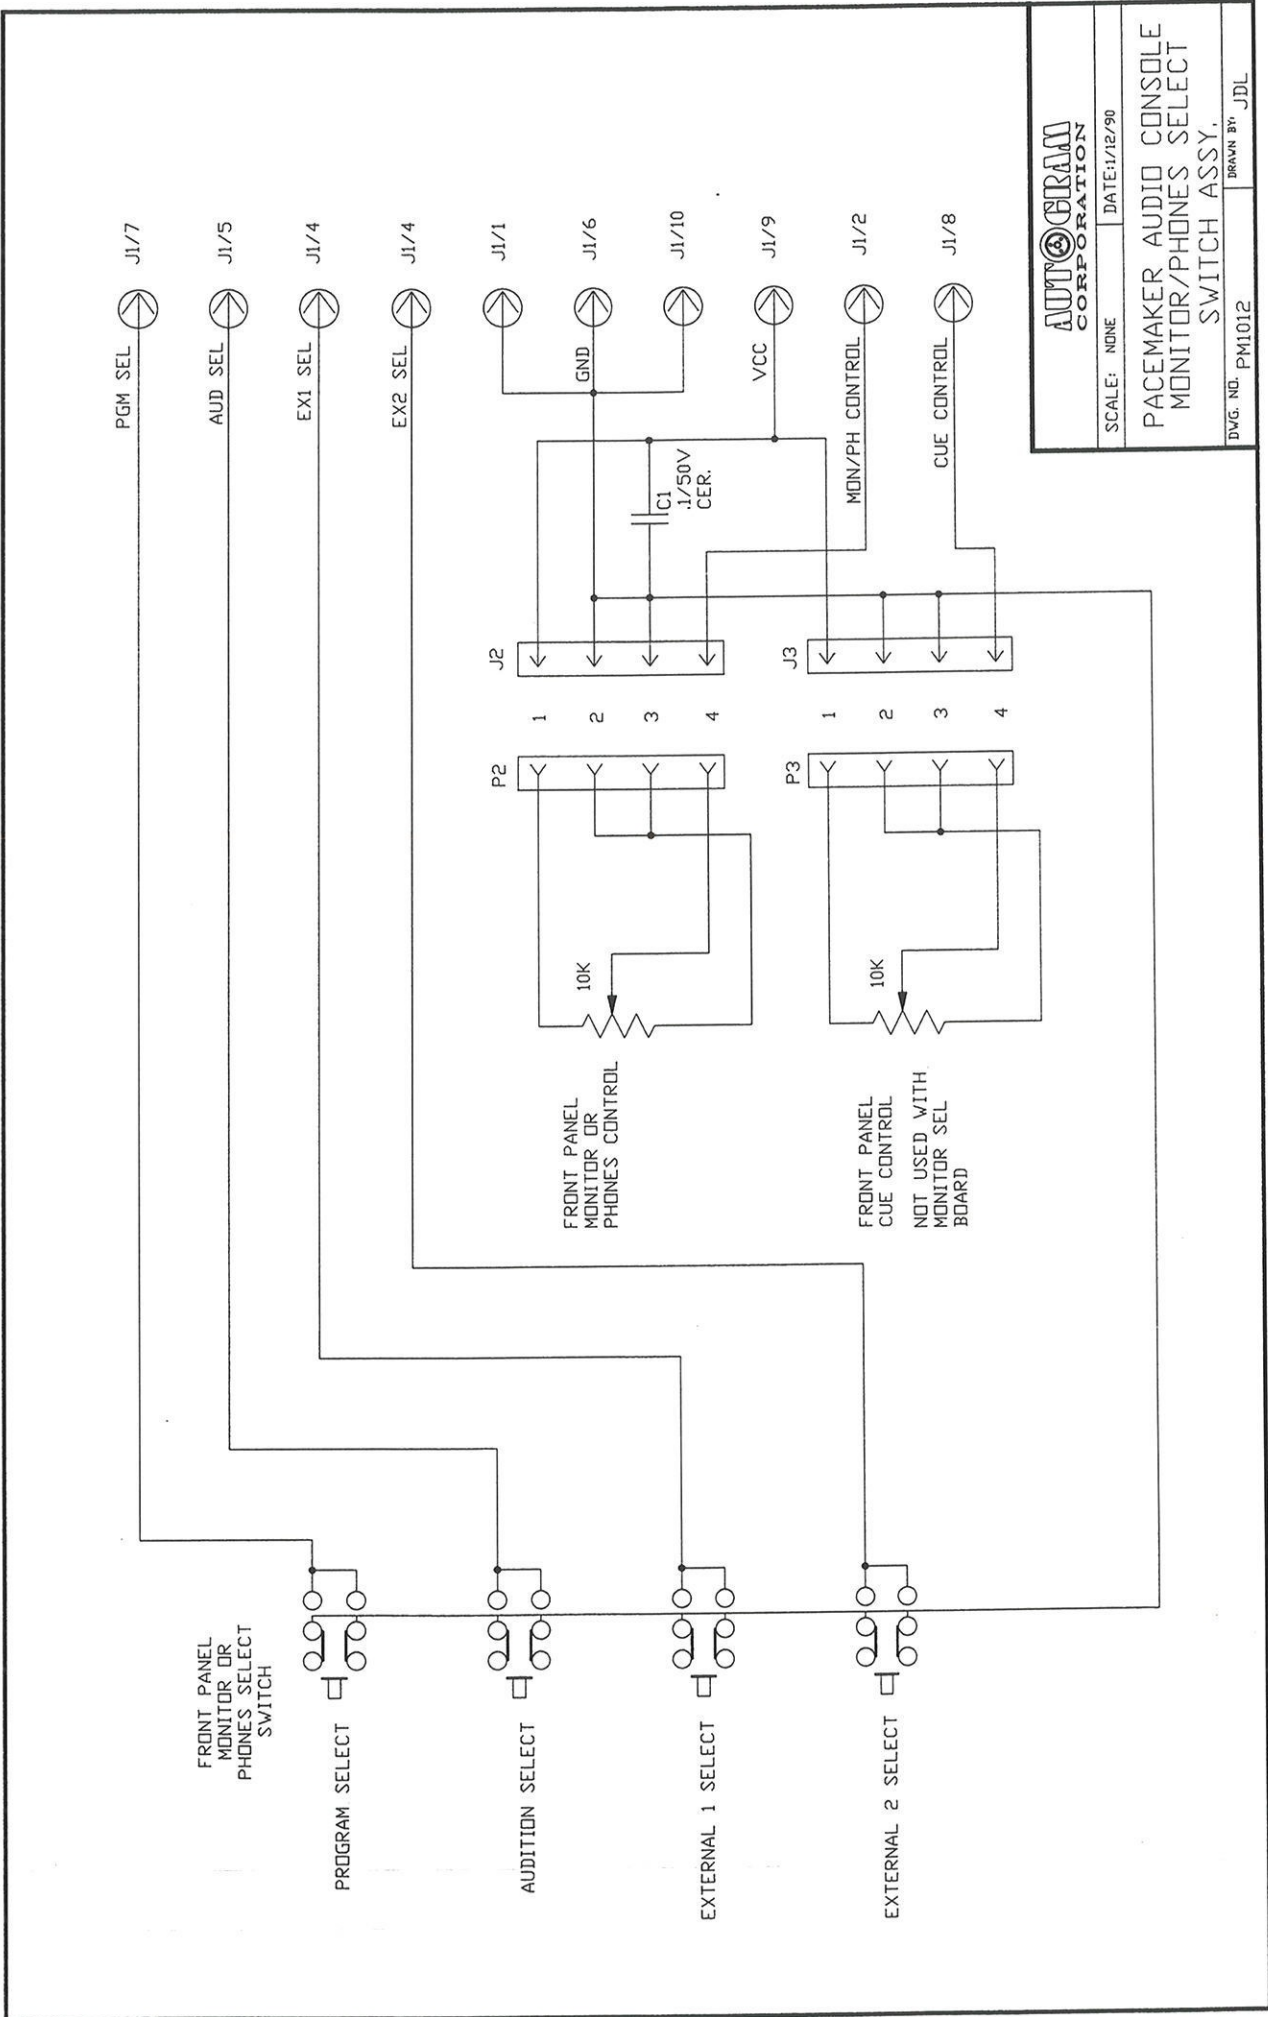 FRONT PANEL
MONITOR OR
PHONES SELECT
SWITCH
PROGRAM SELECT
AUDITION SELECT
EXTERNAL 1 SELECT
EXTERNAL 2 SELECT
PGM SEL
J1/7
AUD SEL
J1/5
EX1 SEL
J1/4
EX2 SEL
J1/4
J1/1
GND
J1/6
J1/10
VCC
J1/9
MON/PH CONTROL
J1/2
CUE CONTROL
J1/8
C1
.1/50V
CER.
P2
J2
1
2
3
4
10K
FRONT PANEL
MONITOR OR
PHONES CONTROL
P3
J3
1
2
3
4
10K
FRONT PANEL
CUE CONTROL
NOT USED WITH
MONITOR SEL
BOARD
AUTOGRAM
CORPORATION
SCALE: NONE
DATE:1/12/90
PACEMAKER AUDIO CONSOLE
MONITOR/PHONES SELECT
SWITCH ASSY.
DWG. NO. PM1012
DRAWN BY: JDL